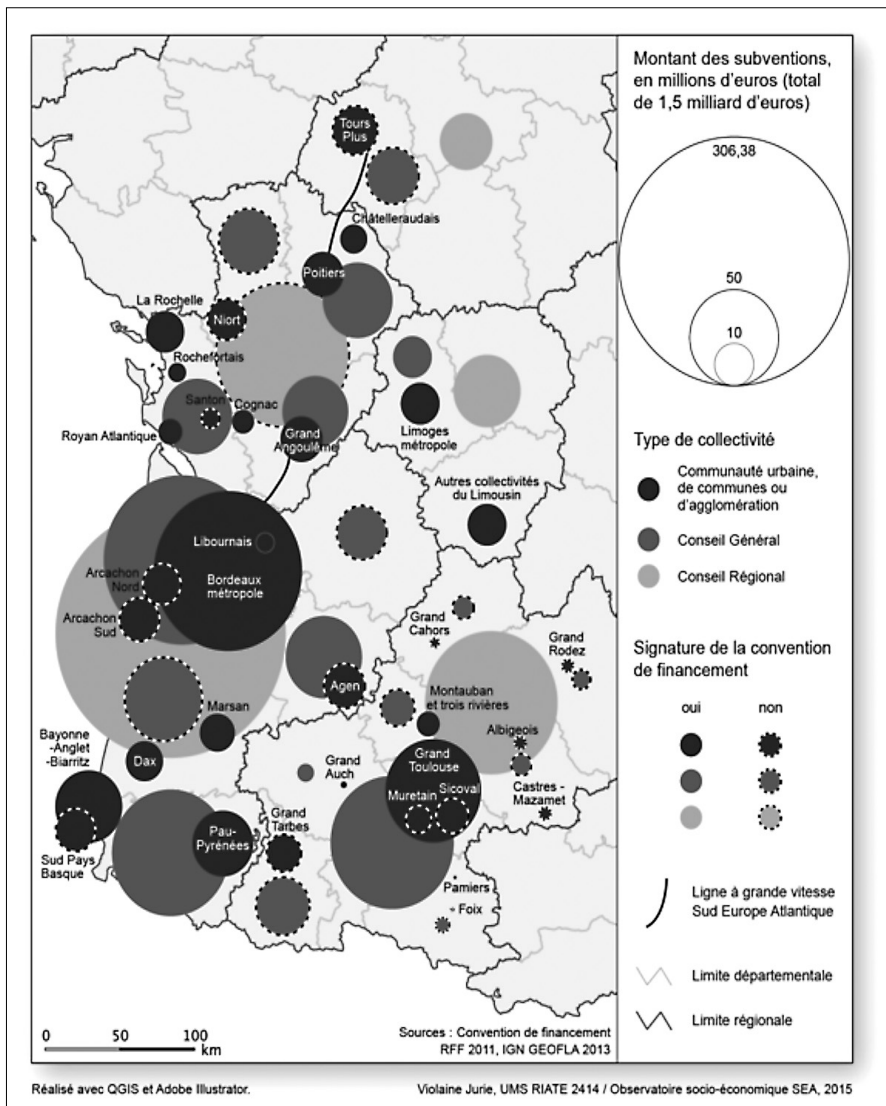 Tours
Plus
Châtelleraudais
Poitiers
La Rochelle
Niort
Rochefortais
Santon
Cognac
Royan Atlantique
Grand
Angoulême
Limoges
métropole
Autres collectivités
du Limousin
Libournais
Arcachon
Nord
Bordeaux
métropole
Arcachon
Sud
Grand
Cahors
Grand
Rodez
Agen
Montauban
et trois rivières
Marsan
Albigeois
Bayonne
-Anglet
-Biarritz
Dax
Grand
Auch
Grand
Toulouse
Castres -
Mazamet
Muretain
Sicoval
Grand
Tarbes
Pau-
Pyrénées
Sud Pays
Basque
Pamiers
Foix
0 50 100
km
Sources : Convention de financement
RFF 2011, IGN GEOFLA 2013
Montant des subventions,
en millions d'euros (total
de 1,5 milliard d'euros)
306,38
50
10
Type de collectivité
Communauté urbaine,
de communes ou
d'agglomération
Conseil Général
Conseil Régional
Signature de la convention
de financement
oui non
Ligne à grande vitesse
Sud Europe Atlantique
Limite départementale
Limite régionale
Réalisé avec QGIS et Adobe Illustrator.
Violaine Jurie, UMS RIATE 2414 / Observatoire socio-économique SEA, 2015